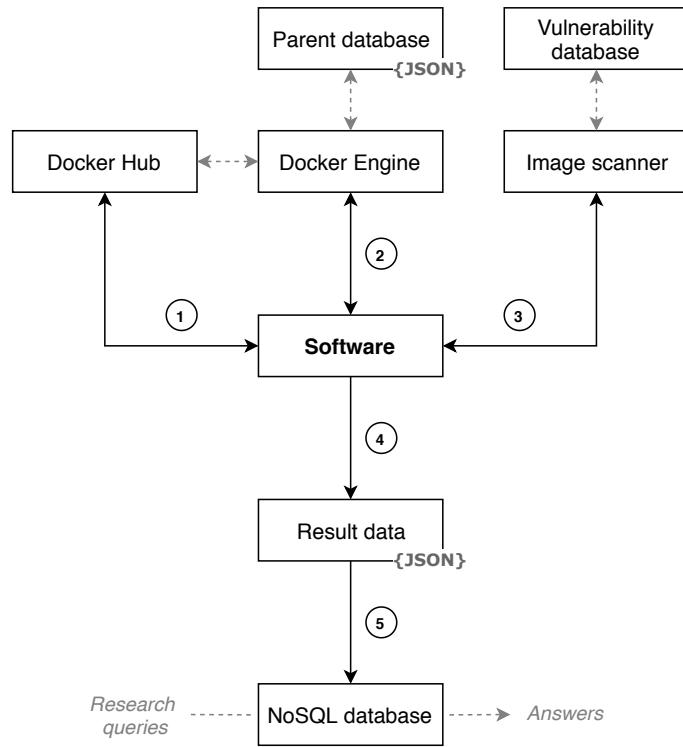 Parent database
{JSON}
Vulnerability
database
Docker Hub
Docker Engine
Image scanner
2
1
3
Software
4
Result data
{JSON}
5
Research
queries
NoSQL database
Answers